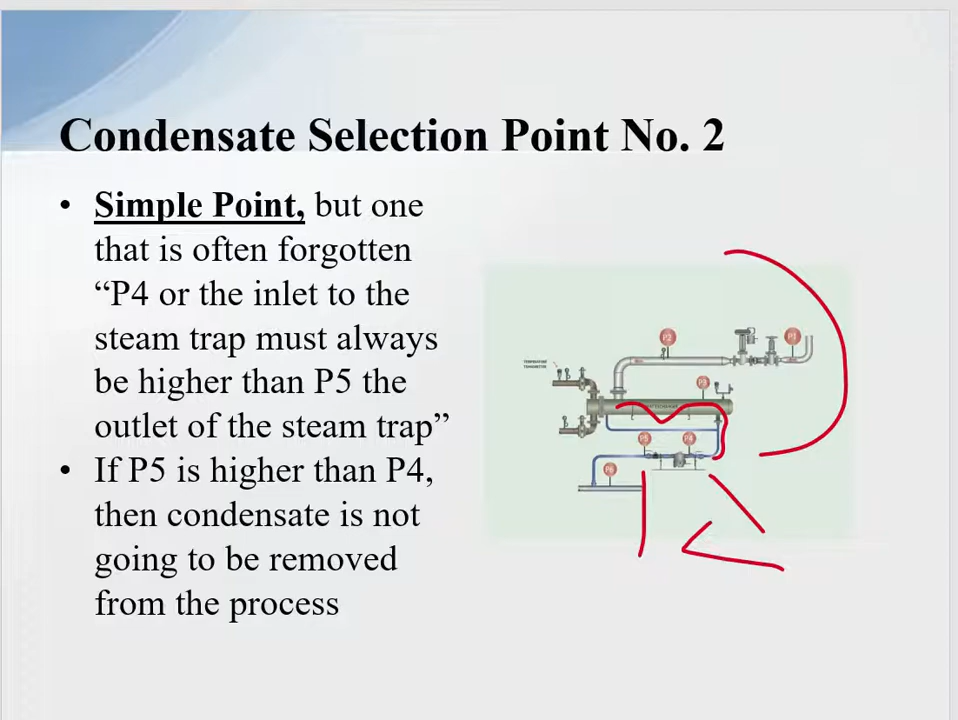 Condensate Selection Point No. 2
• Simple Point, but one
that is often forgotten
“P4 or the inlet to the
steam trap must always
be higher than P5 the
outlet of the steam trap”
• If P5 is higher than P4,
then condensate is not
going to be removed
from the process
P2
P1
TEMPERATURE
TRANSMITTER
P3
P5
P4
P6